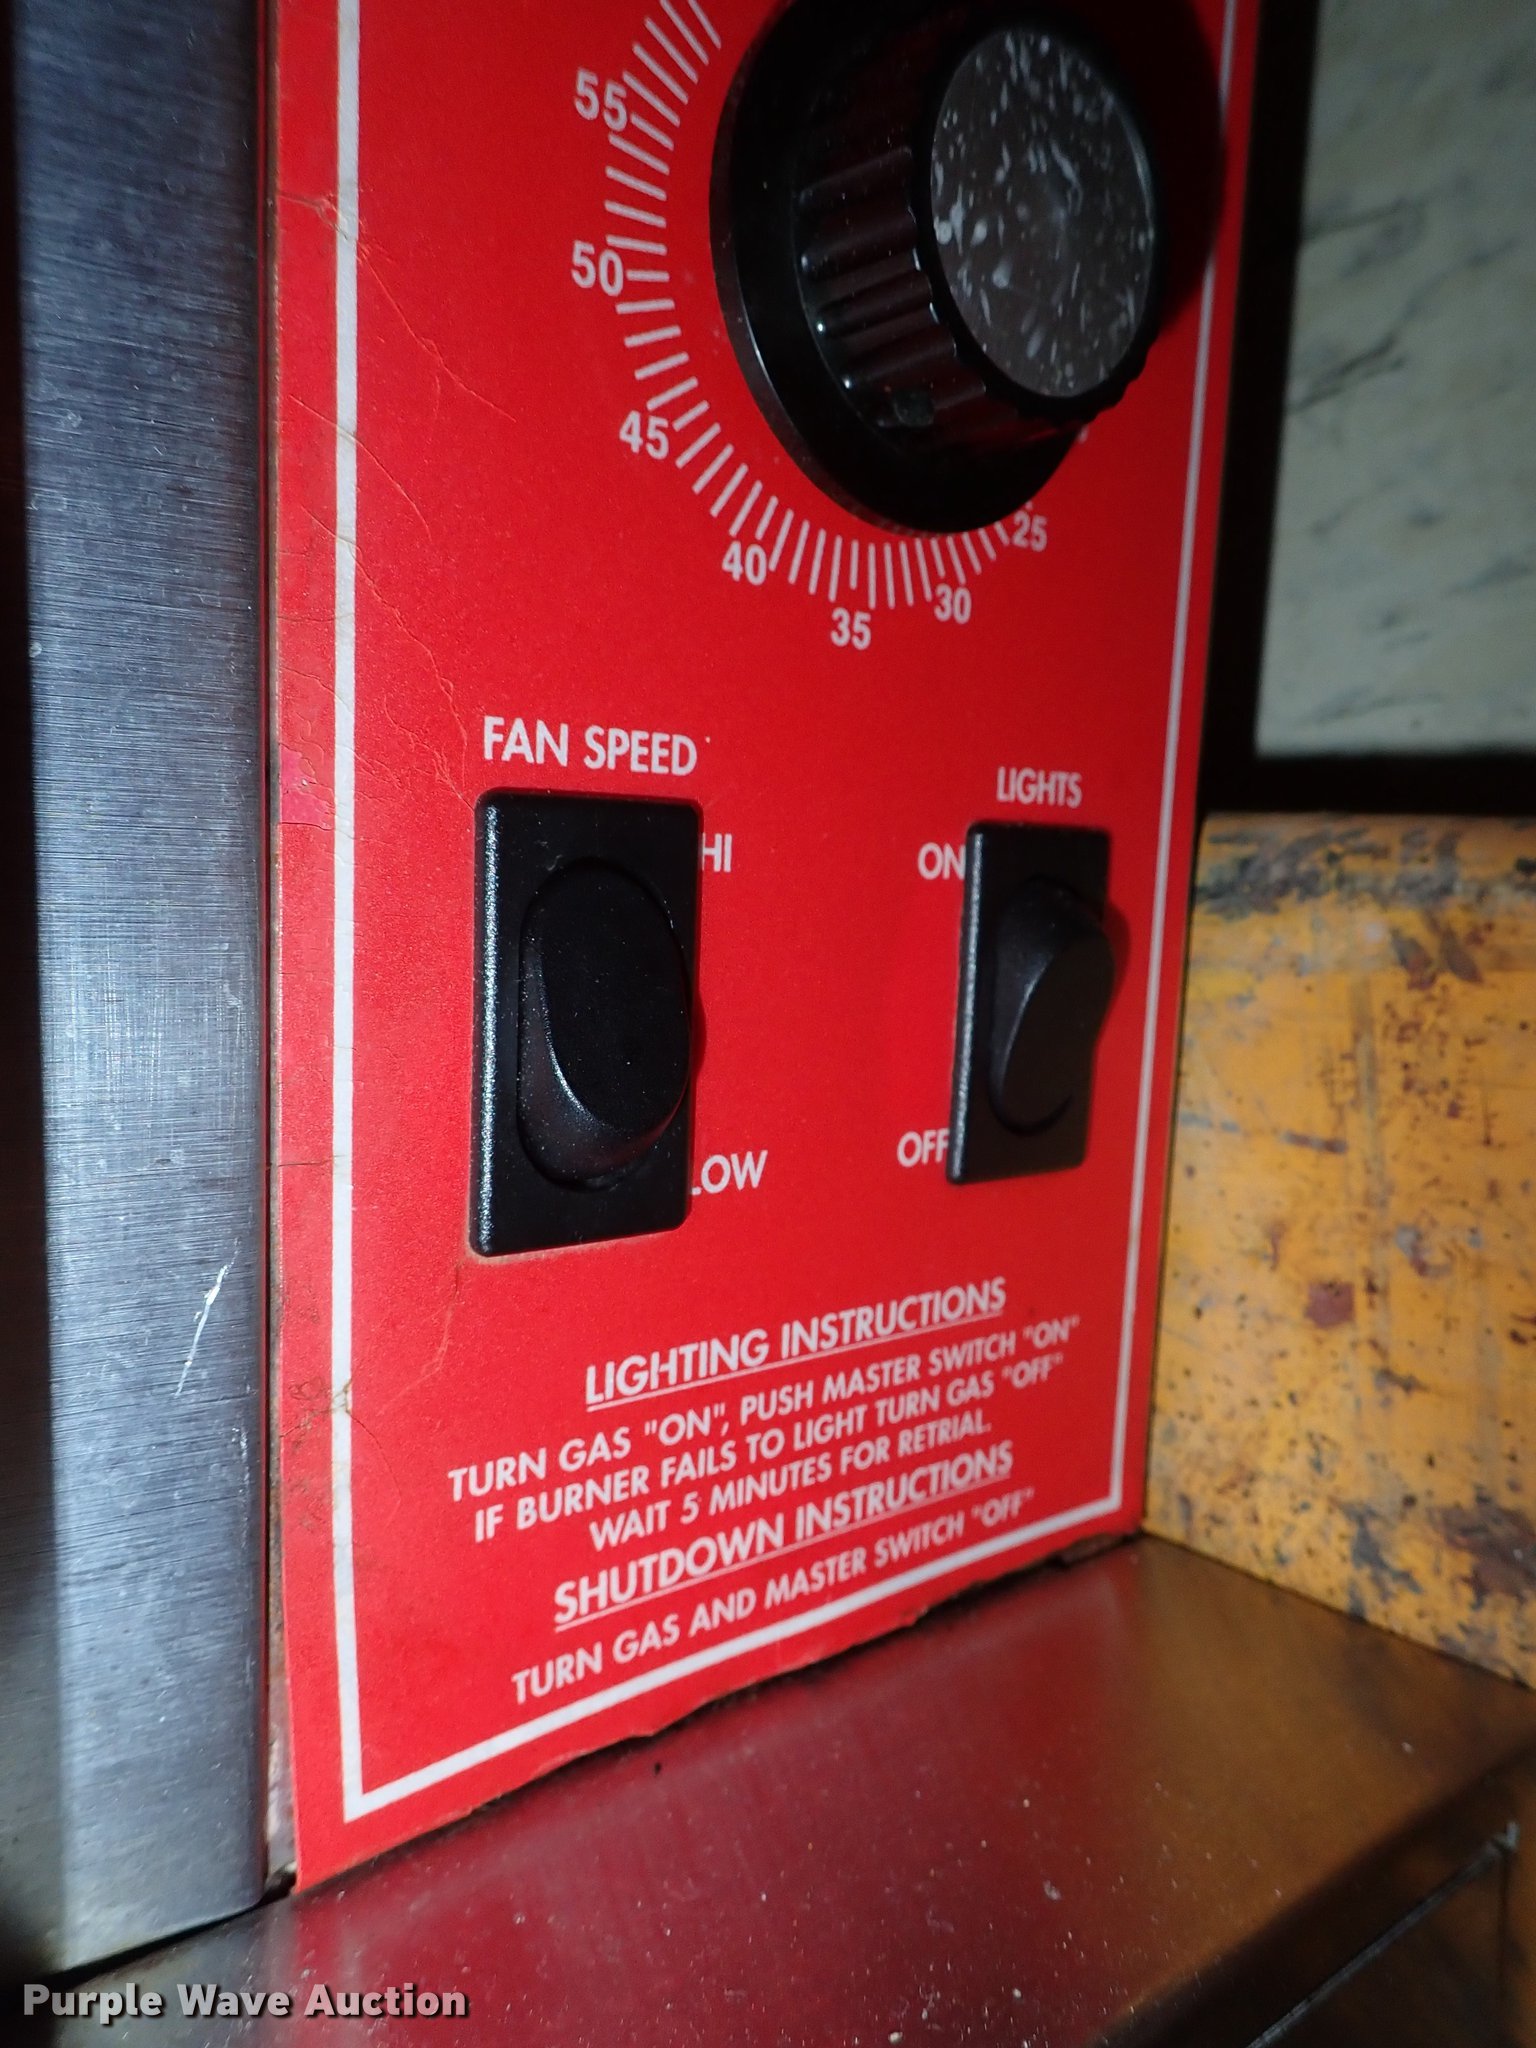 55
50
45
40
35
30
25
FAN SPEED
HI
LOW
LIGHTS
ON
OFF
LIGHTING INSTRUCTIONS
TURN GAS "ON", PUSH MASTER SWITCH "ON"
IF BURNER FAILS TO LIGHT TURN GAS "OFF"
WAIT 5 MINUTES FOR RETRIAL.
SHUTDOWN INSTRUCTIONS
TURN GAS AND MASTER SWITCH "OFF"
Purple Wave Auction